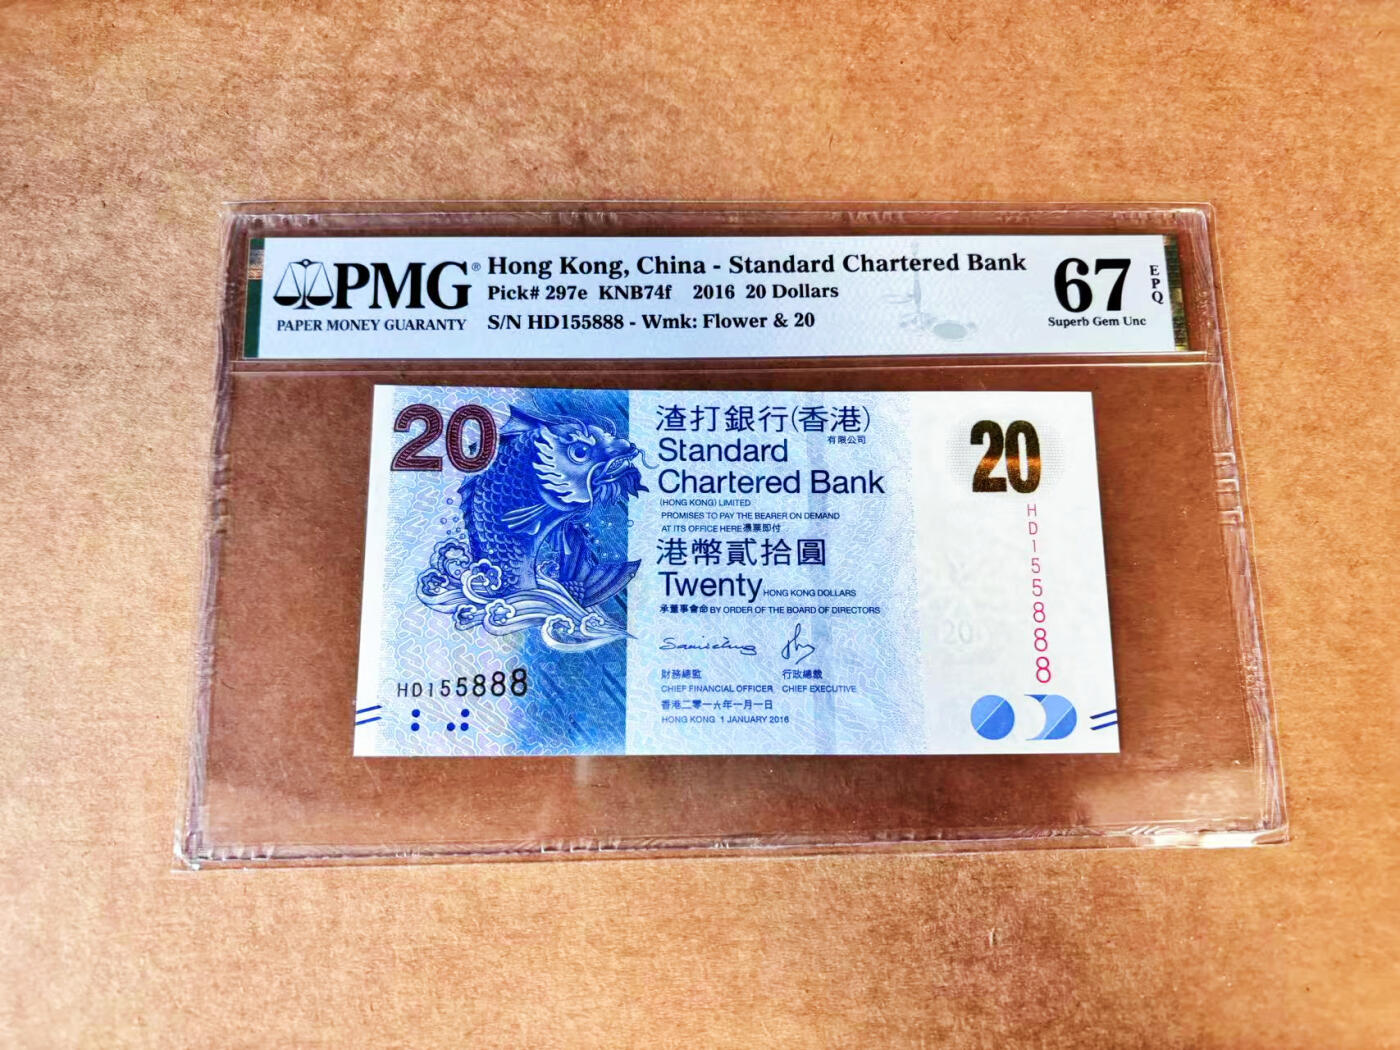 PMG®
PAPER MONEY GUARANTY
Hong Kong, China - Standard Chartered Bank
Pick# 297e KNB74f 2016 20 Dollars
S/N HD155888 - Wmk: Flower & 20
67
EPQ
Superb Gem Unc
20
渣打銀行(香港)
有限公司
Standard
Chartered Bank
(HONG KONG) LIMITED
PROMISES TO PAY THE BEARER ON DEMAND
AT ITS OFFICE HERE 憑票即付
港幣貳拾圓
Twenty HONG KONG DOLLARS
承董事會命 BY ORDER OF THE BOARD OF DIRECTORS
財務總監 行政總裁
CHIEF FINANCIAL OFFICER CHIEF EXECUTIVE
香港二零一六年一月一日
HONG KONG 1 JANUARY 2016
HD155888
20
HD155888
20